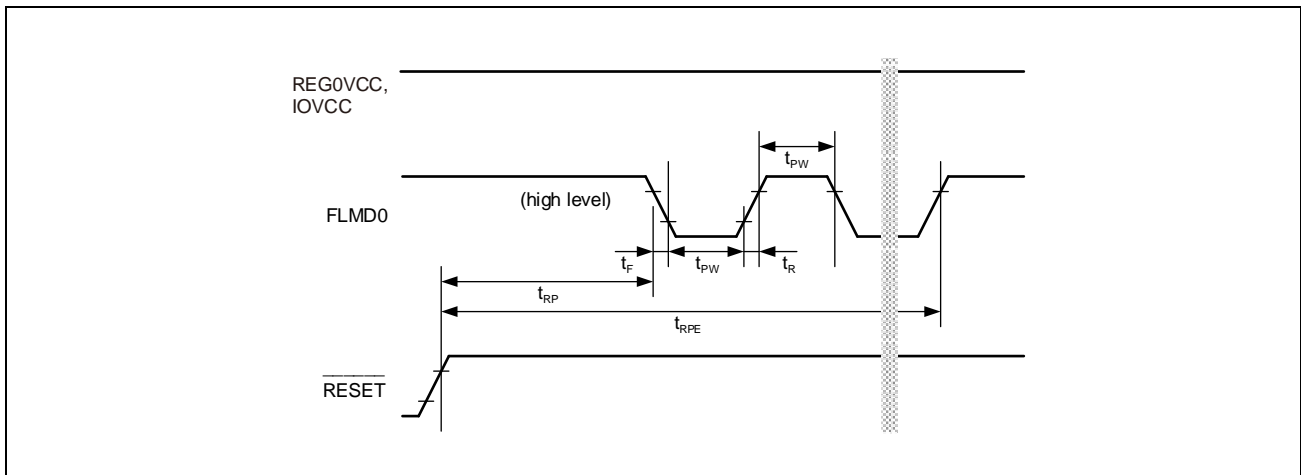 REG0VCC,
IOVCC
tPW
(high level)
FLMD0
tF
tPW
tR
tRP
tRPE
RESET